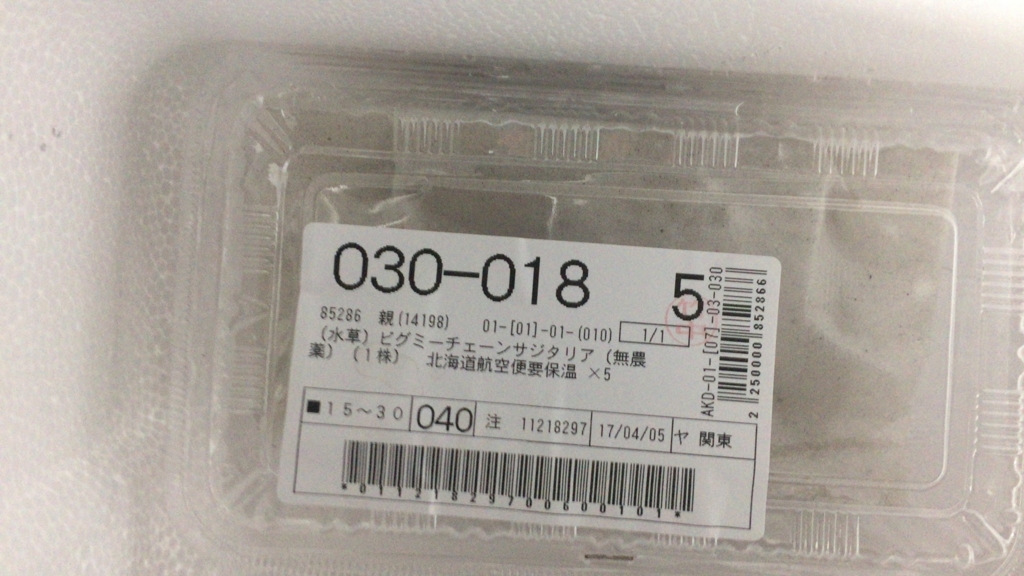 030-018
5
85286 親(14198) 01-[01]-01-(010) 1/1
(水草)ピグミーチェーンサジタリア(無農
薬)(1株) 北海道航空便要保温 ×5
■15~30 040 注 11218297 17/04/05 ヤ 関東
*01121829700600101*
AKD-01-[07]-03-030
2 250000 852866